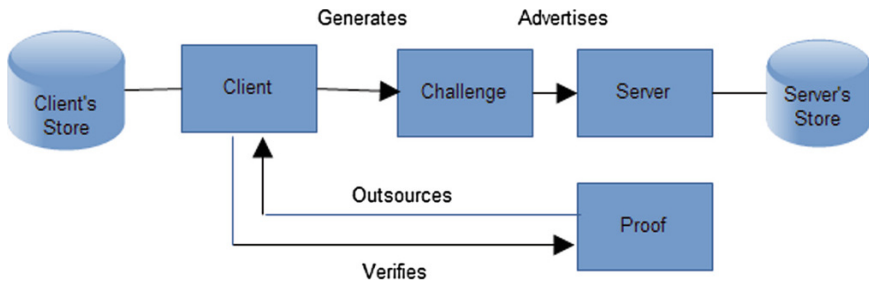 Generates
Advertises
Client's
Store
Client
Challenge
Server
Server's
Store
Outsources
Proof
Verifies